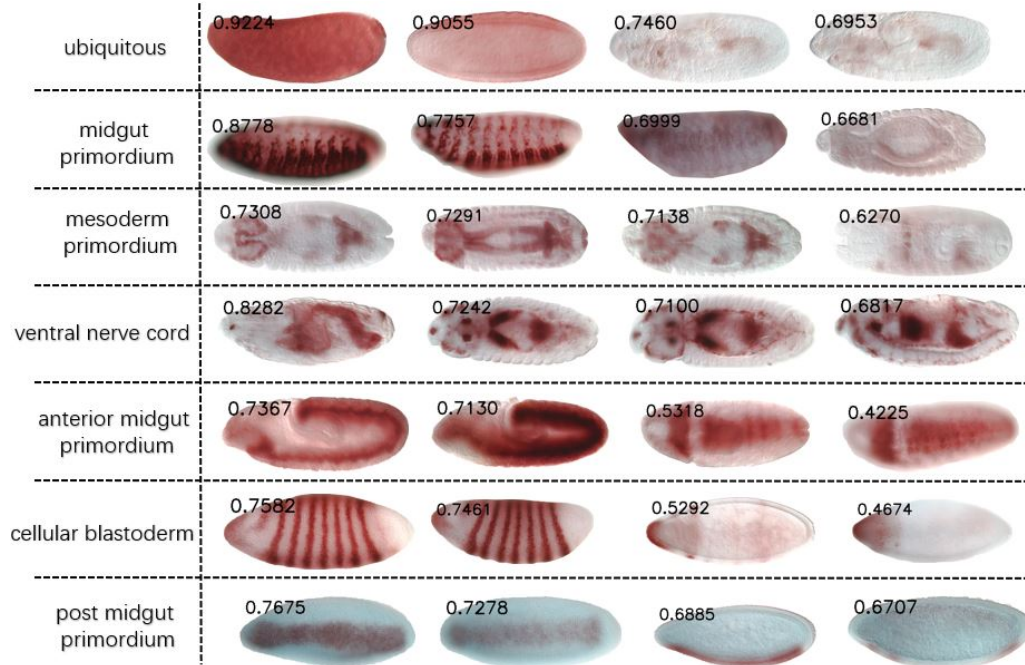 ubiquitous
0.9224
0.9055
0.7460
0.6953
midgut
primordium
0.8778
0.7757
0.6999
0.6681
mesoderm
primordium
0.7308
0.7291
0.7138
0.6270
ventral nerve cord
0.8282
0.7242
0.7100
0.6817
anterior midgut
primordium
0.7367
0.7130
0.5318
0.4225
cellular blastoderm
0.7582
0.7461
0.5292
0.4674
post midgut
primordium
0.7675
0.7278
0.6885
0.6707